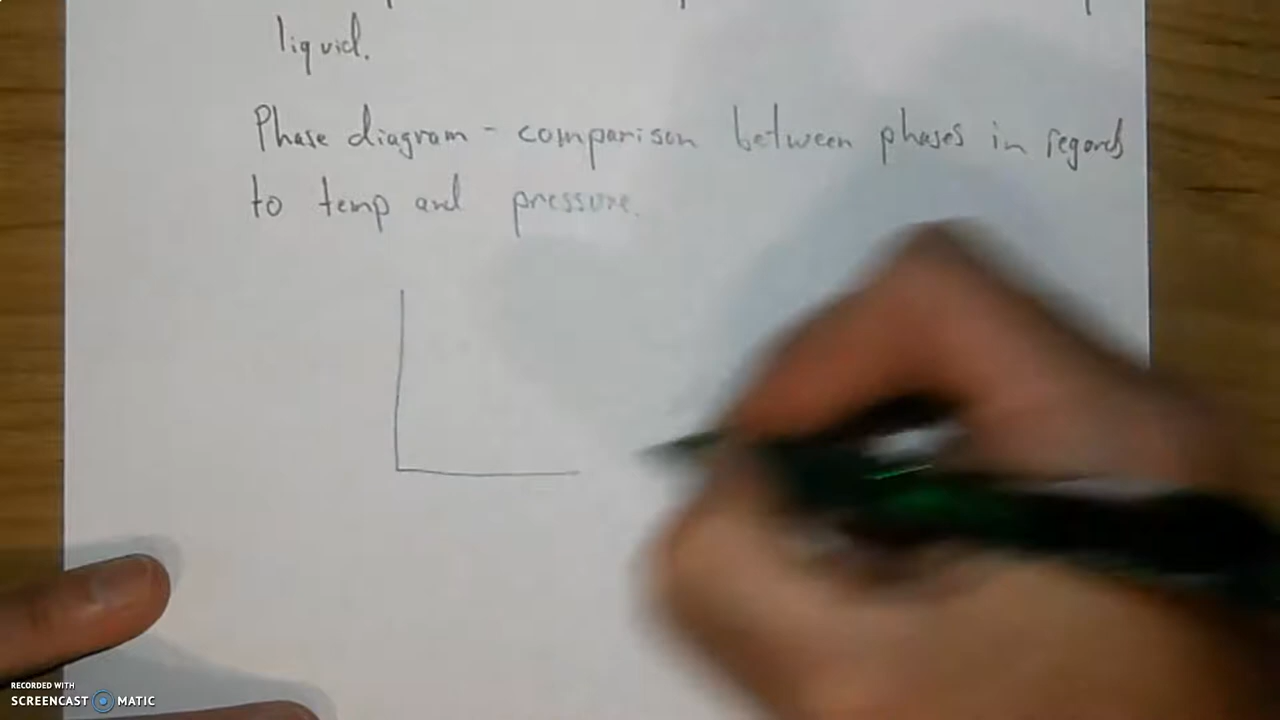 liquid.
Phase diagram - comparison between phases in regards
to temp and pressure.
RECORDED WITH
SCREENCAST MATIC